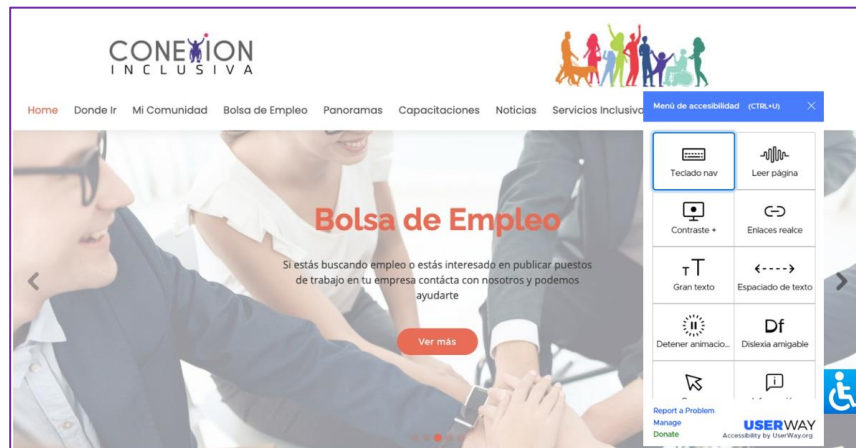 CONEXION
INCLUSIVA
Home Donde Ir Mi Comunidad Bolsa de Empleo Panoramas Capacitaciones Noticias Servicios Inclusivo
Bolsa de Empleo
Si estás buscando empleo o estás interesado en publicar puestos
de trabajo en tu empresa contácta con nosotros y podemos
ayudarte
Ver más
Menú de accesibilidad (CTRL+U)
Teclado nav Leer página
Contraste + Enlaces realce
Gran texto Espaciado de texto
Df
Detener animacio... Dislexia amigable
Report a Problem
Manage
Donate
USERWAY
Accessibility by UserWay.org